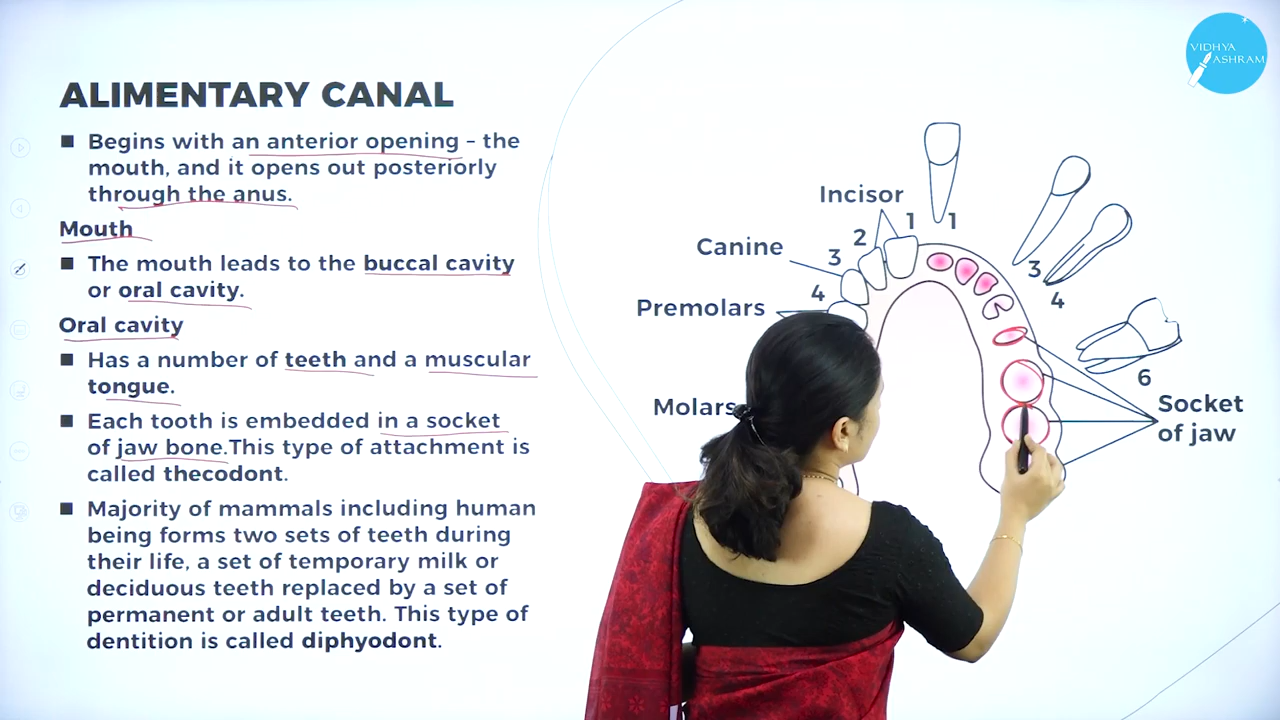 VIDHYA
ASHRAM
ALIMENTARY CANAL
■ Begins with an anterior opening – the
mouth, and it opens out posteriorly
through the anus.
Mouth
■ The mouth leads to the buccal cavity
or oral cavity.
Oral cavity
■ Has a number of teeth and a muscular
tongue.
■ Each tooth is embedded in a socket
of jaw bone.This type of attachment is
called thecodont.
■ Majority of mammals including human
being forms two sets of teeth during
their life, a set of temporary milk or
deciduous teeth replaced by a set of
permanent or adult teeth. This type of
dentition is called diphyodont.
Incisor
1
1
2
Canine
3
3
4
Premolars
4
6
Molars
Socket
of jaw